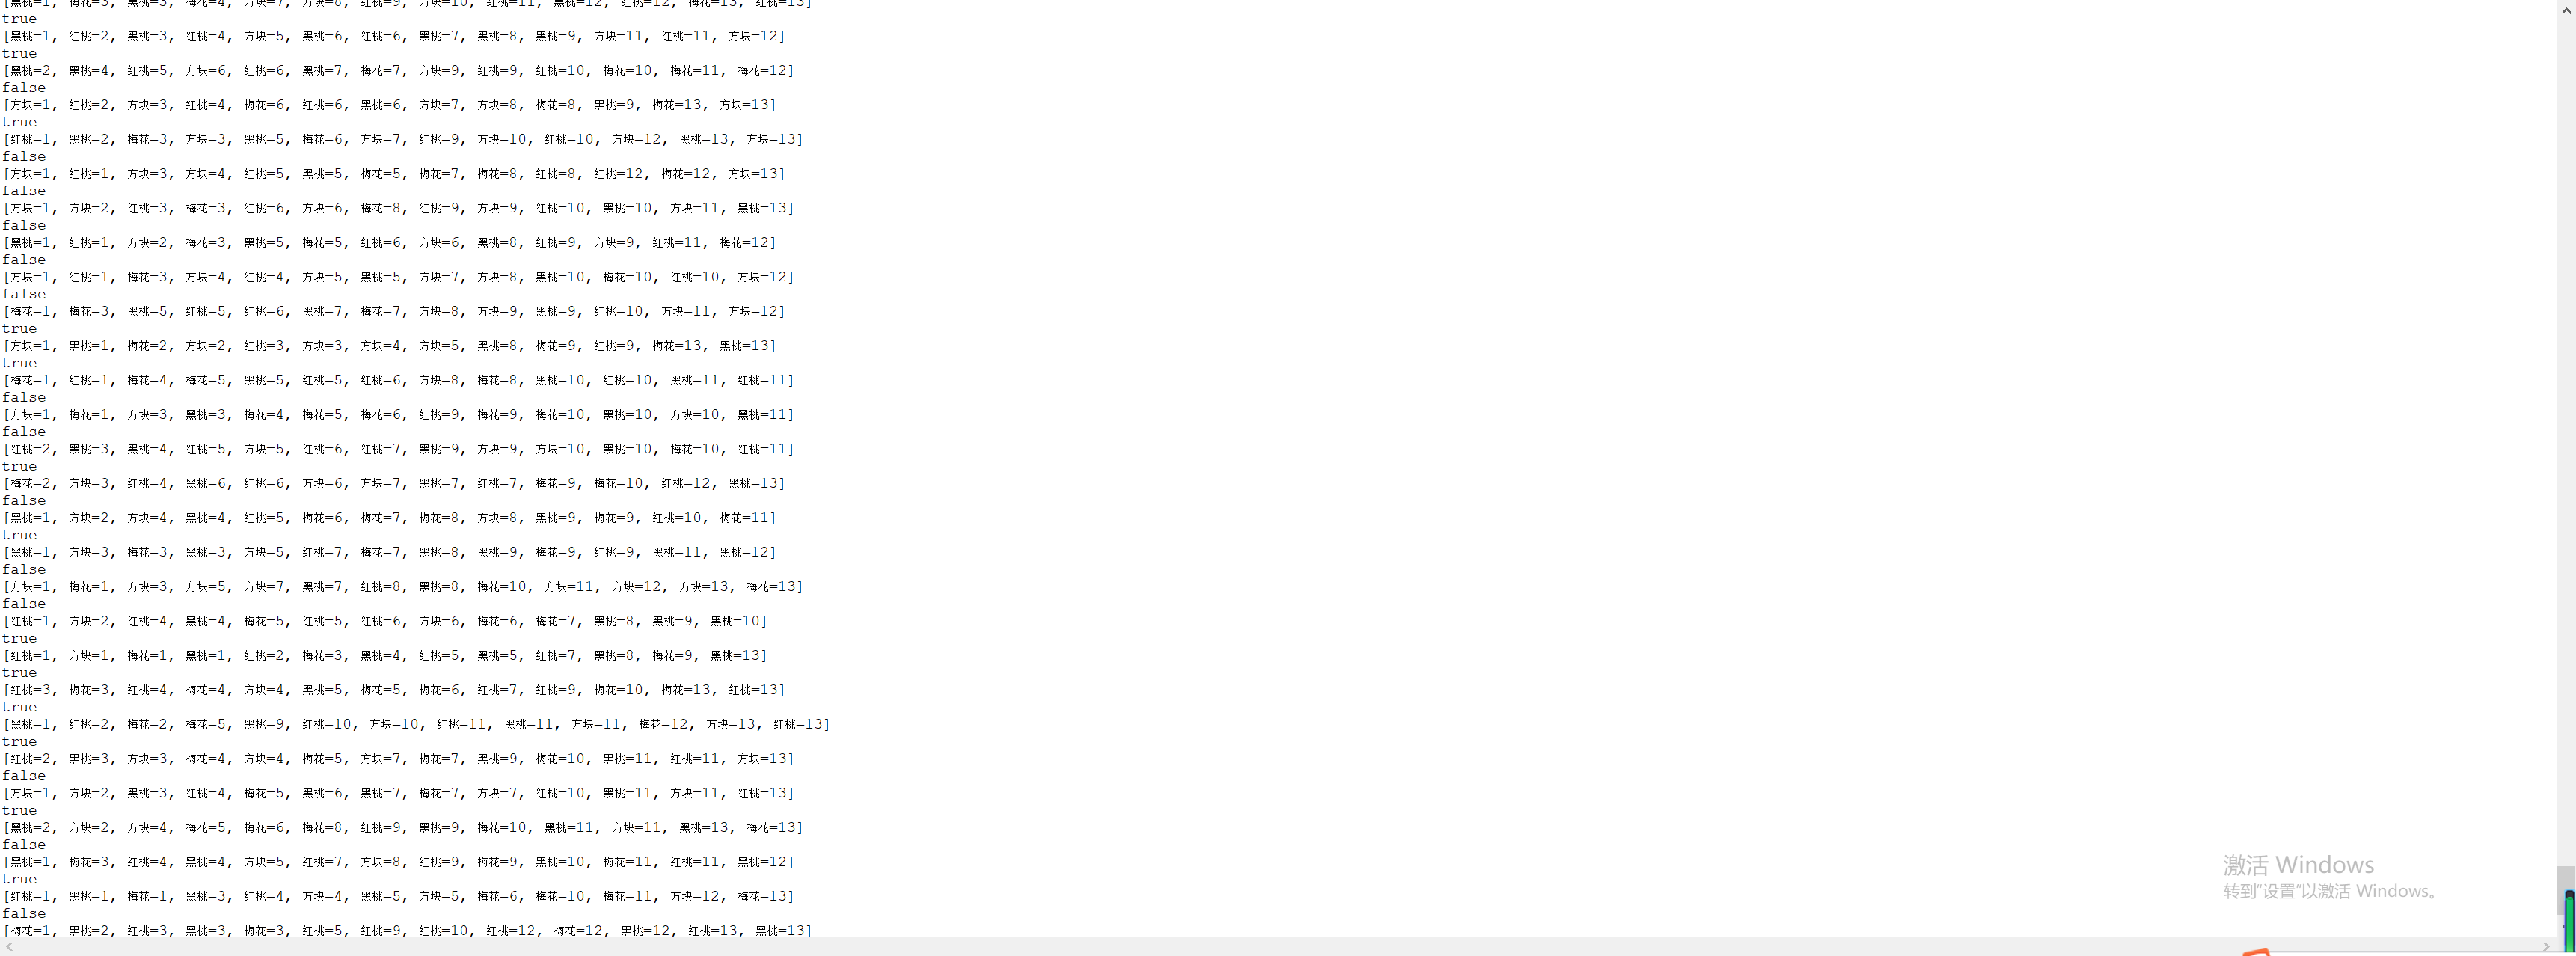 [黑桃=1, 梅花=3, 黑桃=3, 梅花=4, 方块=7, 方块=8, 红桃=9, 方块=10, 红桃=11, 黑桃=12, 红桃=12, 梅花=13, 红桃=13]
true
[黑桃=1, 红桃=2, 黑桃=3, 红桃=4, 方块=5, 黑桃=6, 红桃=6, 黑桃=7, 黑桃=8, 黑桃=9, 方块=11, 红桃=11, 方块=12]
true
[黑桃=2, 黑桃=4, 红桃=5, 方块=6, 红桃=6, 黑桃=7, 梅花=7, 方块=9, 红桃=9, 红桃=10, 梅花=10, 梅花=11, 梅花=12]
false
[方块=1, 红桃=2, 方块=3, 红桃=4, 梅花=6, 红桃=6, 黑桃=6, 方块=7, 方块=8, 梅花=8, 黑桃=9, 梅花=13, 方块=13]
true
[红桃=1, 黑桃=2, 梅花=3, 方块=3, 黑桃=5, 梅花=6, 方块=7, 红桃=9, 方块=10, 红桃=10, 方块=12, 黑桃=13, 方块=13]
false
[方块=1, 红桃=1, 方块=3, 方块=4, 红桃=5, 黑桃=5, 梅花=5, 梅花=7, 梅花=8, 红桃=8, 红桃=12, 梅花=12, 方块=13]
false
[方块=1, 方块=2, 红桃=3, 梅花=3, 红桃=6, 方块=6, 梅花=8, 红桃=9, 方块=9, 红桃=10, 黑桃=10, 方块=11, 黑桃=13]
false
[黑桃=1, 红桃=1, 方块=2, 梅花=3, 黑桃=5, 梅花=5, 红桃=6, 方块=6, 黑桃=8, 红桃=9, 方块=9, 红桃=11, 梅花=12]
false
[方块=1, 红桃=1, 梅花=3, 方块=4, 红桃=4, 方块=5, 黑桃=5, 方块=7, 方块=8, 黑桃=10, 梅花=10, 红桃=10, 方块=12]
false
[梅花=1, 梅花=3, 黑桃=5, 红桃=5, 红桃=6, 黑桃=7, 梅花=7, 方块=8, 方块=9, 黑桃=9, 红桃=10, 方块=11, 方块=12]
true
[方块=1, 黑桃=1, 梅花=2, 方块=2, 红桃=3, 方块=3, 方块=4, 方块=5, 黑桃=8, 梅花=9, 红桃=9, 梅花=13, 黑桃=13]
true
[梅花=1, 红桃=1, 梅花=4, 梅花=5, 黑桃=5, 红桃=5, 红桃=6, 方块=8, 梅花=8, 黑桃=10, 红桃=10, 黑桃=11, 红桃=11]
false
[方块=1, 梅花=1, 方块=3, 黑桃=3, 梅花=4, 梅花=5, 梅花=6, 红桃=9, 梅花=9, 梅花=10, 黑桃=10, 方块=10, 黑桃=11]
false
[红桃=2, 黑桃=3, 黑桃=4, 红桃=5, 方块=5, 红桃=6, 红桃=7, 黑桃=9, 方块=9, 方块=10, 黑桃=10, 梅花=10, 红桃=11]
true
[梅花=2, 方块=3, 红桃=4, 黑桃=6, 红桃=6, 方块=6, 方块=7, 黑桃=7, 红桃=7, 梅花=9, 梅花=10, 红桃=12, 黑桃=13]
false
[黑桃=1, 方块=2, 方块=4, 黑桃=4, 红桃=5, 梅花=6, 梅花=7, 梅花=8, 方块=8, 黑桃=9, 梅花=9, 红桃=10, 梅花=11]
true
[黑桃=1, 方块=3, 梅花=3, 黑桃=3, 方块=5, 红桃=7, 梅花=7, 黑桃=8, 黑桃=9, 梅花=9, 红桃=9, 黑桃=11, 黑桃=12]
false
[方块=1, 梅花=1, 方块=3, 方块=5, 方块=7, 黑桃=7, 红桃=8, 黑桃=8, 梅花=10, 方块=11, 方块=12, 方块=13, 梅花=13]
false
[红桃=1, 方块=2, 红桃=4, 黑桃=4, 梅花=5, 红桃=5, 红桃=6, 方块=6, 梅花=6, 梅花=7, 黑桃=8, 黑桃=9, 黑桃=10]
true
[红桃=1, 方块=1, 梅花=1, 黑桃=1, 红桃=2, 梅花=3, 黑桃=4, 红桃=5, 黑桃=5, 红桃=7, 黑桃=8, 梅花=9, 黑桃=13]
true
[红桃=3, 梅花=3, 红桃=4, 梅花=4, 方块=4, 黑桃=5, 梅花=5, 梅花=6, 红桃=7, 红桃=9, 梅花=10, 梅花=13, 红桃=13]
true
[黑桃=1, 红桃=2, 梅花=2, 梅花=5, 黑桃=9, 红桃=10, 方块=10, 红桃=11, 黑桃=11, 方块=11, 梅花=12, 方块=13, 红桃=13]
true
[红桃=2, 黑桃=3, 方块=3, 梅花=4, 方块=4, 梅花=5, 方块=7, 梅花=7, 黑桃=9, 梅花=10, 黑桃=11, 红桃=11, 方块=13]
false
[方块=1, 方块=2, 黑桃=3, 红桃=4, 梅花=5, 黑桃=6, 黑桃=7, 梅花=7, 方块=7, 红桃=10, 黑桃=11, 方块=11, 红桃=13]
true
[黑桃=2, 方块=2, 方块=4, 梅花=5, 梅花=6, 梅花=8, 红桃=9, 黑桃=9, 梅花=10, 黑桃=11, 方块=11, 黑桃=13, 梅花=13]
false
[黑桃=1, 梅花=3, 红桃=4, 黑桃=4, 方块=5, 红桃=7, 方块=8, 红桃=9, 梅花=9, 黑桃=10, 梅花=11, 红桃=11, 黑桃=12]
true
[红桃=1, 黑桃=1, 梅花=1, 黑桃=3, 红桃=4, 方块=4, 黑桃=5, 方块=5, 梅花=6, 梅花=10, 梅花=11, 方块=12, 梅花=13]
false
[梅花=1, 黑桃=2, 红桃=3, 黑桃=3, 梅花=3, 红桃=5, 红桃=9, 红桃=10, 红桃=12, 梅花=12, 黑桃=12, 红桃=13, 黑桃=13]
激活 Windows
转到"设置"以激活 Windows。